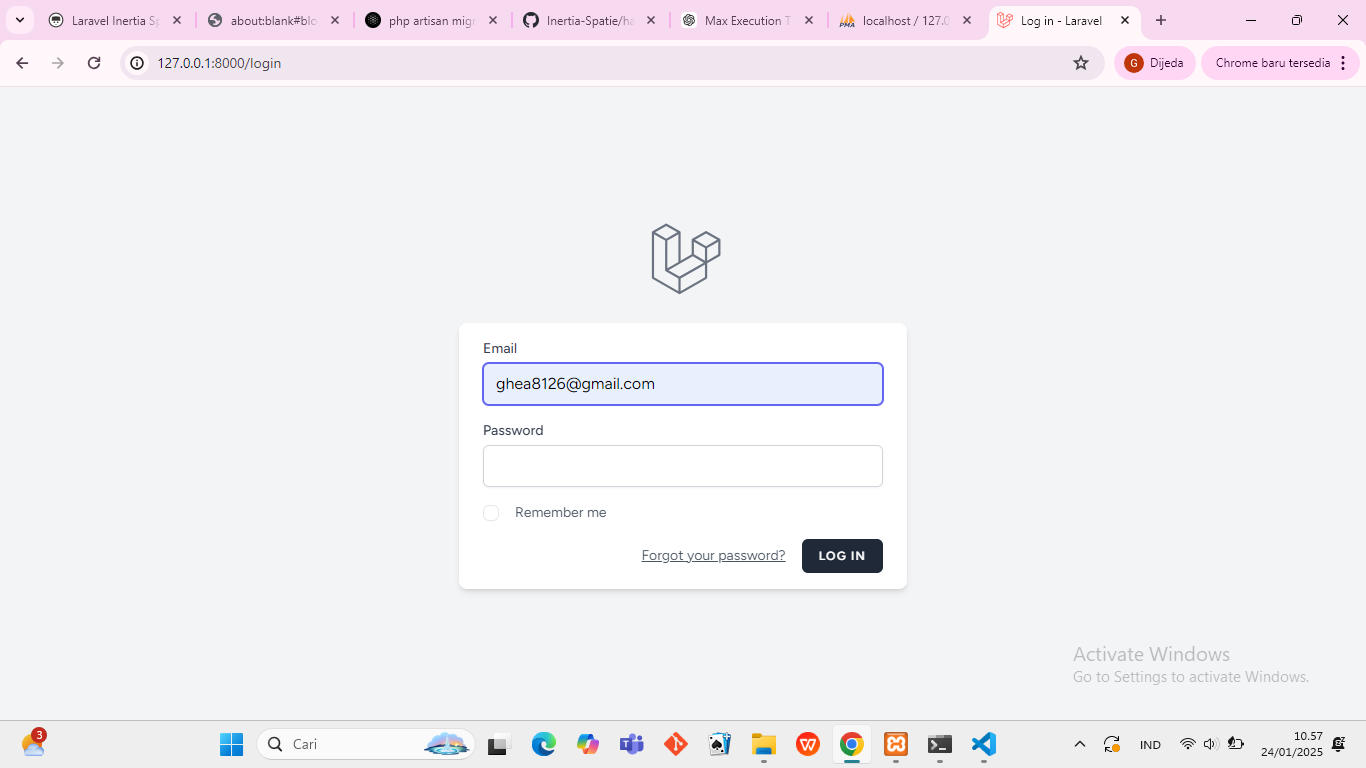 Laravel Inertia Sp
about:blank#blo
php artisan migr
Inertia-Spatie/ha
Max Execution T
PMA
localhost / 127.0
Log in - Laravel
127.0.0.1:8000/login
G
Dijeda
Chrome baru tersedia
Email
ghea8126@gmail.com
Password
Remember me
Forgot your password?
LOG IN
Activate Windows
Go to Settings to activate Windows.
3
Cari
IND
10.57
24/01/2025